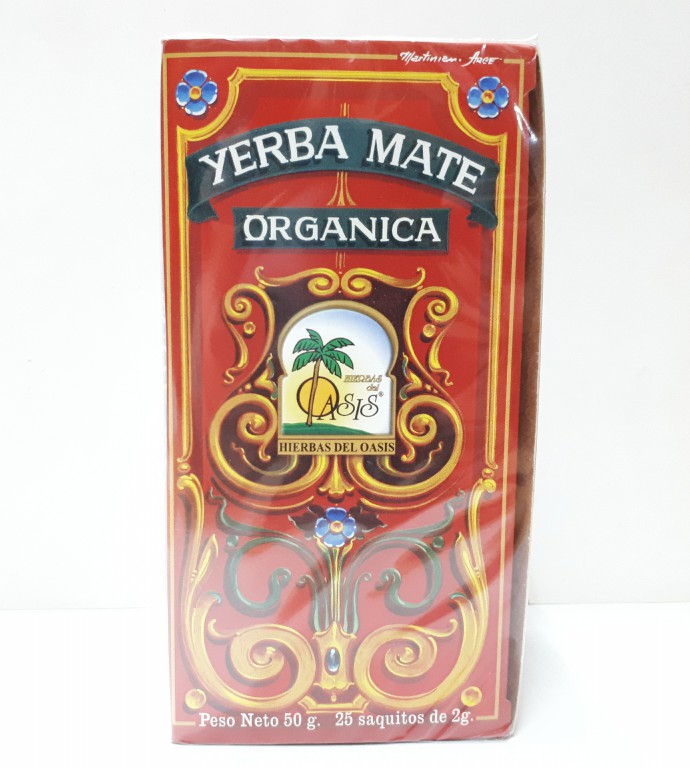 Martiniano Arce
YERBA MATE
ORGANICA
HIERBAS
del
OASIS®
HIERBAS DEL OASIS
Peso Neto 50 g. 25 saquitos de 2g.